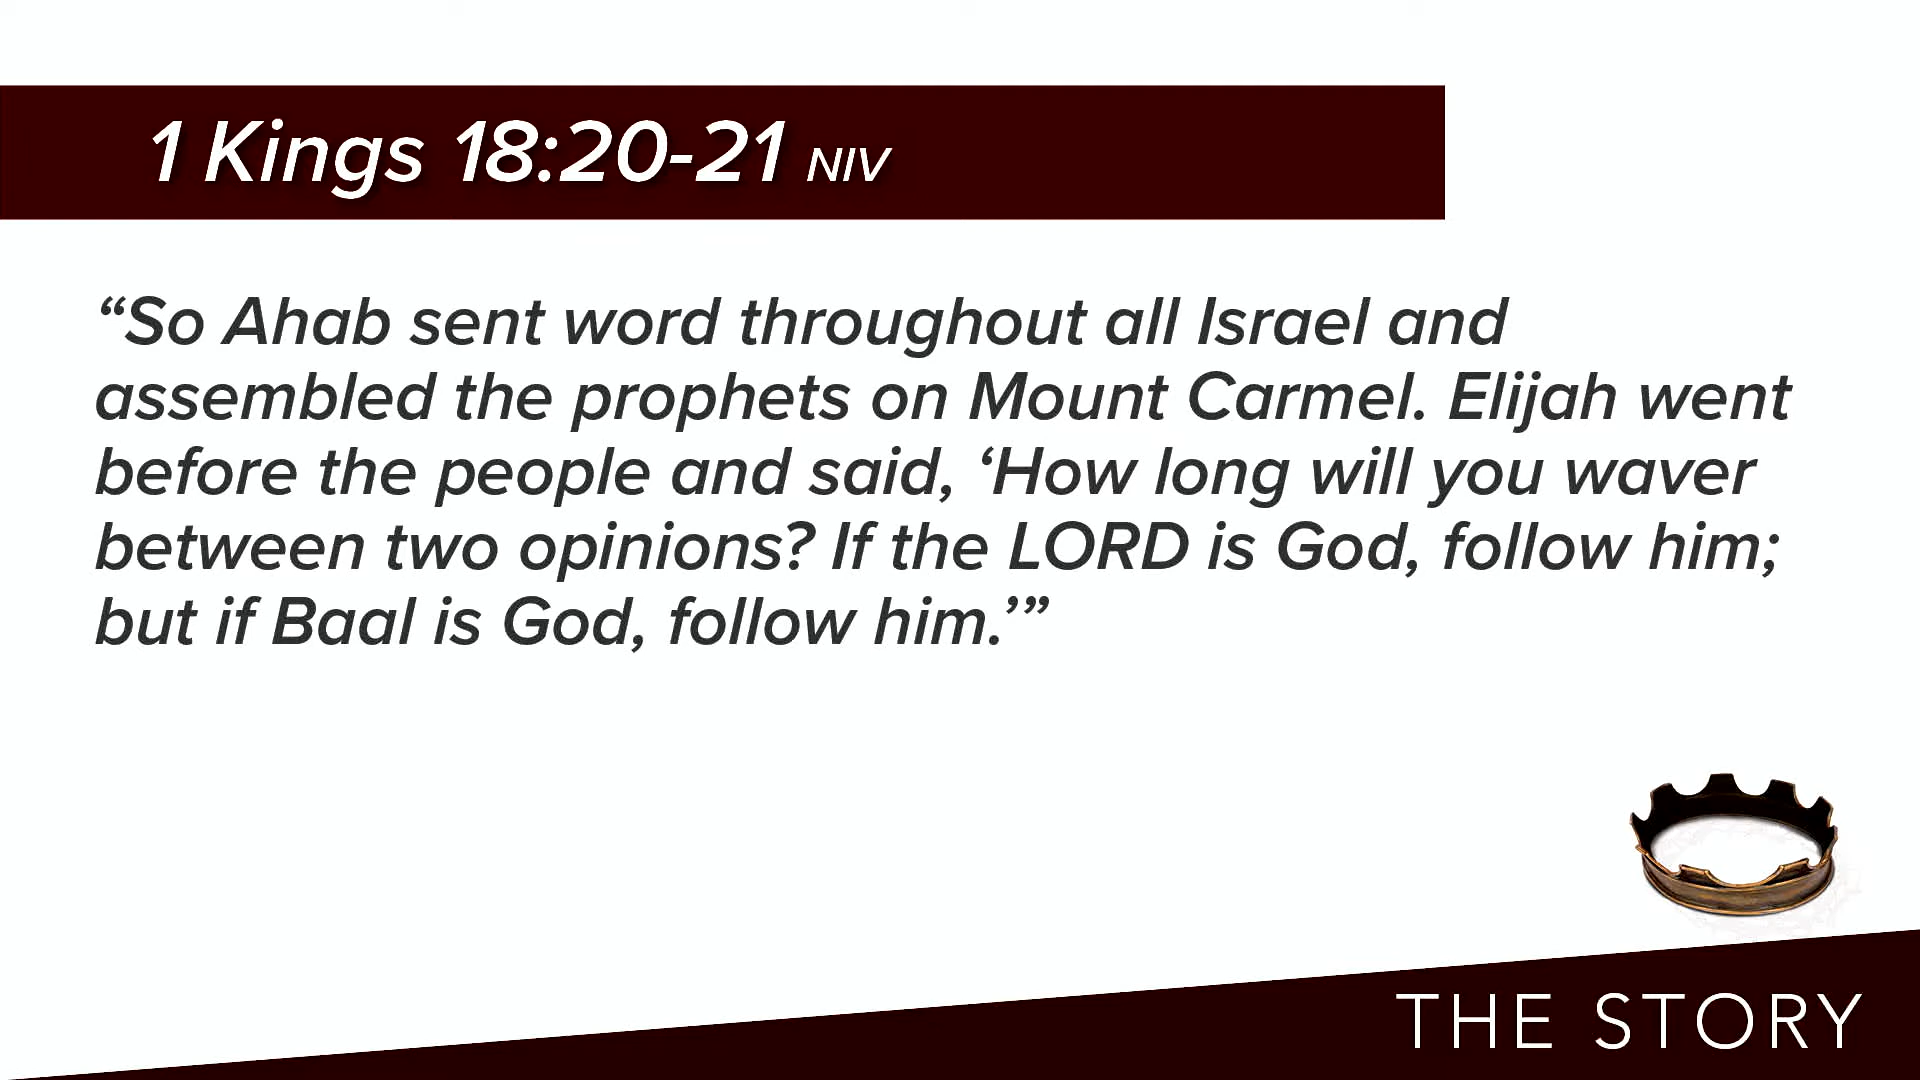 1 Kings 18:20-21 NIV
“So Ahab sent word throughout all Israel and
assembled the prophets on Mount Carmel. Elijah went
before the people and said, ‘How long will you waver
between two opinions? If the LORD is God, follow him;
but if Baal is God, follow him.’”
THE STORY